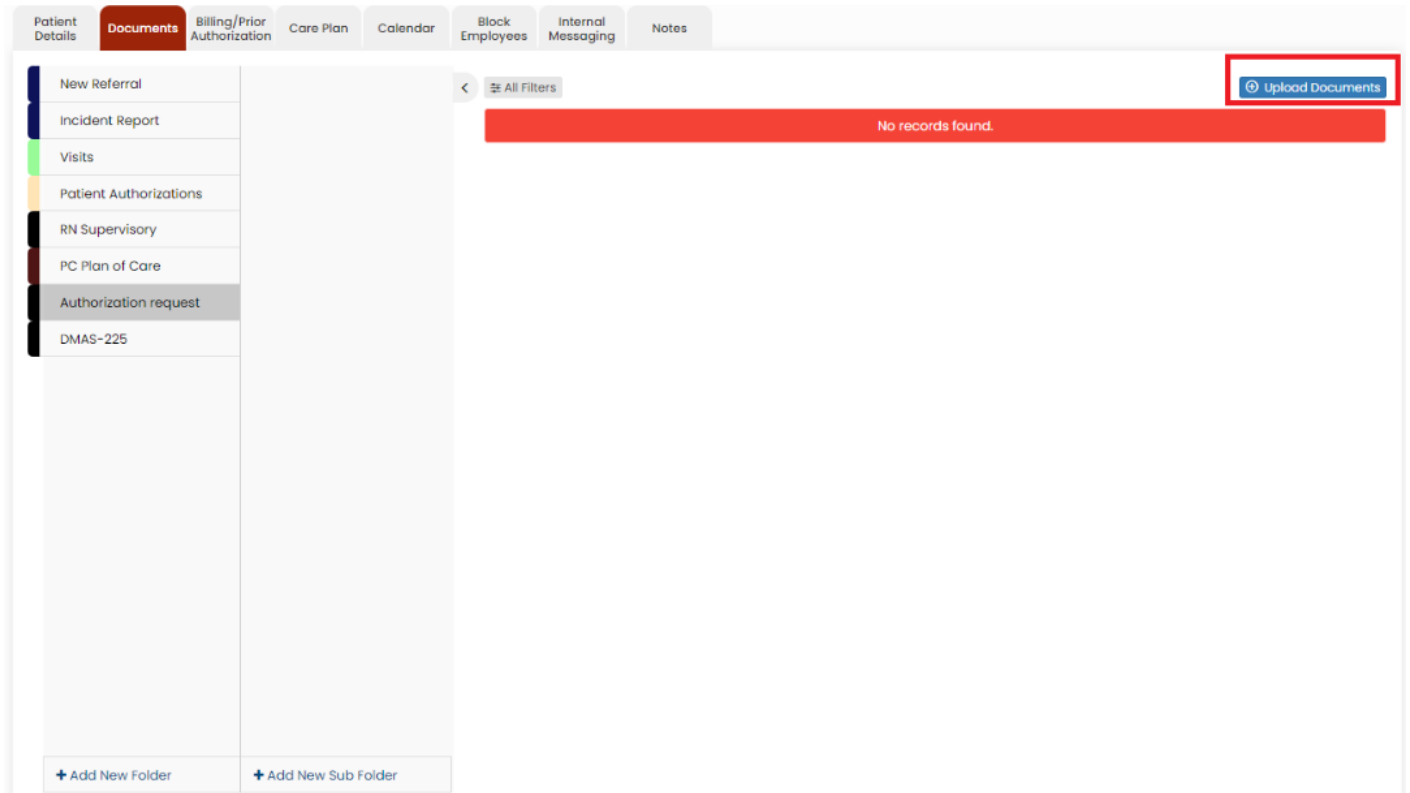 Patient Details
Documents
Billing/Prior Authorization
Care Plan
Calendar
Block Employees
Internal Messaging
Notes
New Referral
Incident Report
Visits
Patient Authorizations
RN Supervisory
PC Plan of Care
Authorization request
DMAS-225
+ Add New Folder
+ Add New Sub Folder
All Filters
Upload Documents
No records found.